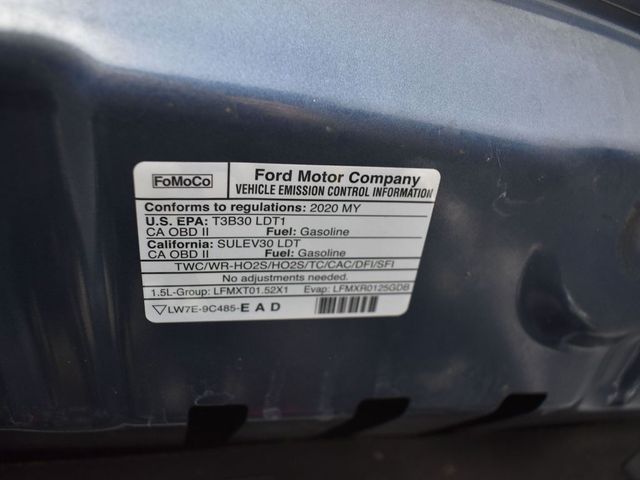 FoMoCo
Ford Motor Company
VEHICLE EMISSION CONTROL INFORMATION
Conforms to regulations: 2020 MY
U.S. EPA: T3B30 LDT1
CA OBD II Fuel: Gasoline
California: SULEV30 LDT
CA OBD II Fuel: Gasoline
TWC/WR-HO2S/HO2S/TC/CAC/DFI/SFI
No adjustments needed.
1.5L-Group: LFMXT01.52X1 Evap: LFMXR0125GDB
LW7E-9C485-E A D